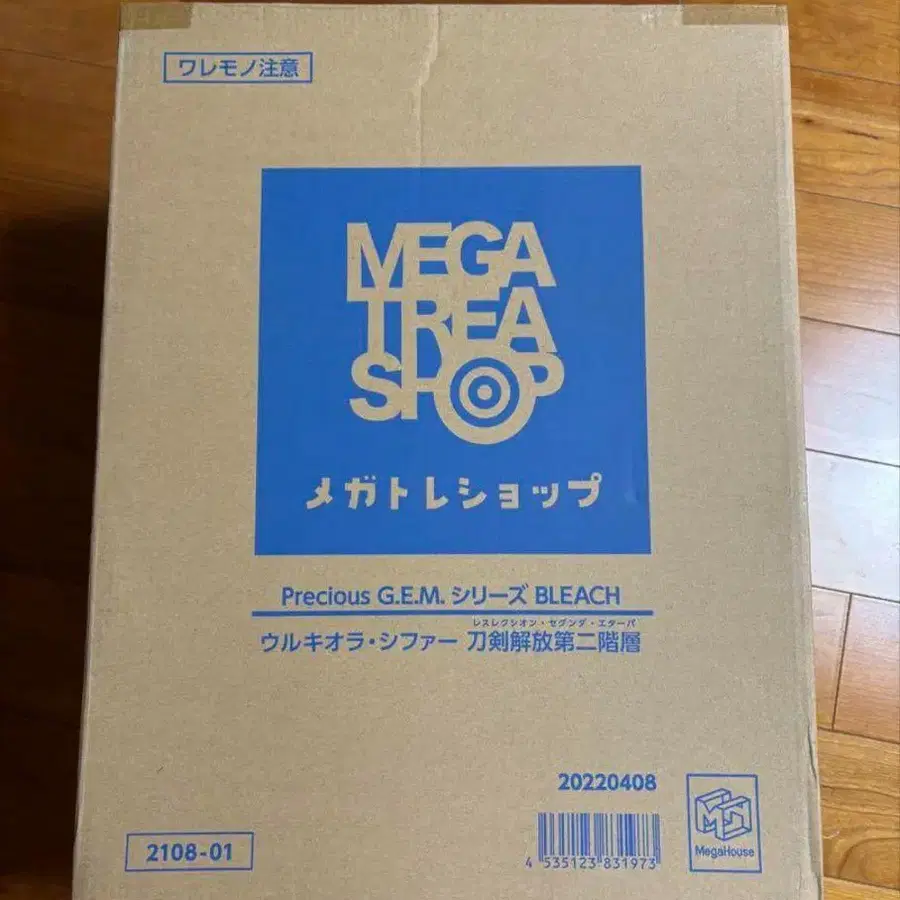 ワレモノ注意
MEGA
TREA
SHOP
メガトレショップ
Precious G.E.M. シリーズ BLEACH
レスレクシオン・セグンダ・エターパ
ウルキオラ・シファー 刀剣解放第二階層
20220408
4 535123 831973
MegaHouse
2108-01